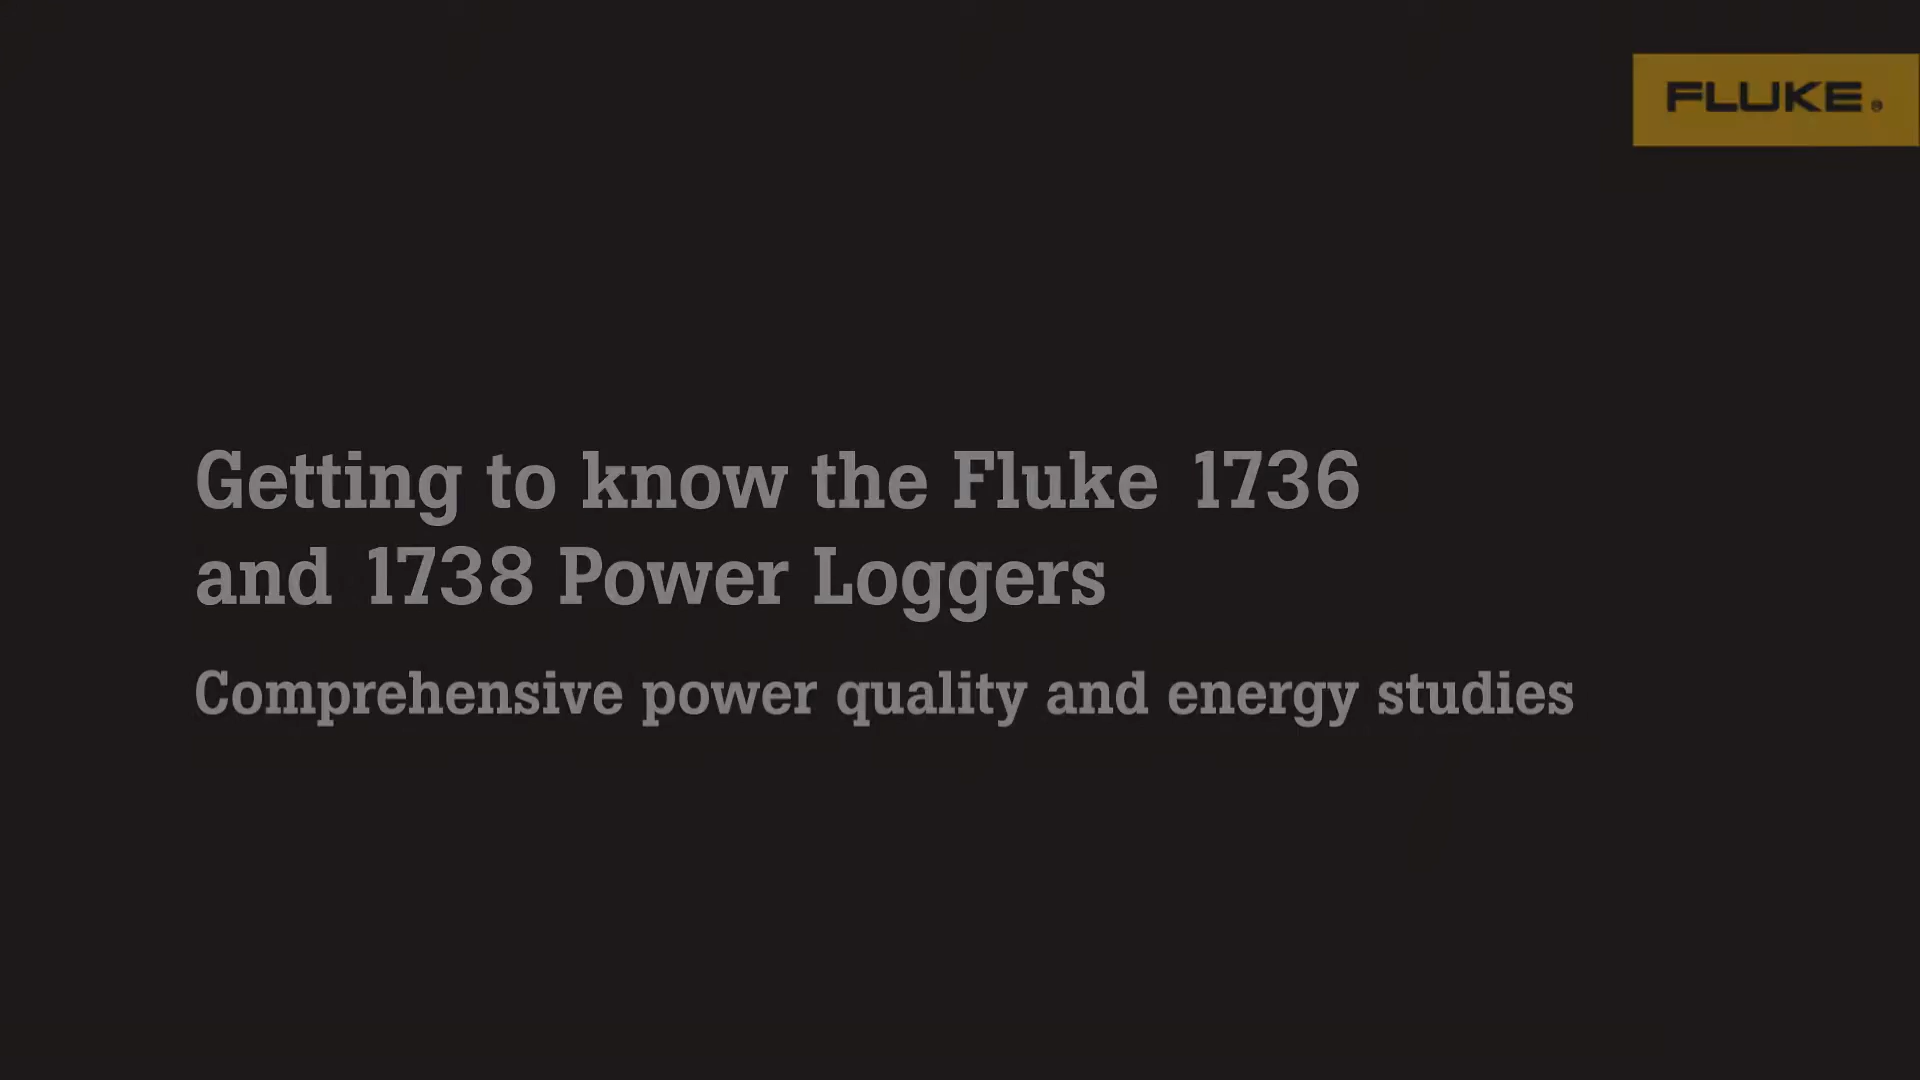 FLUKE®
Getting to know the Fluke 1736
and 1738 Power Loggers
Comprehensive power quality and energy studies